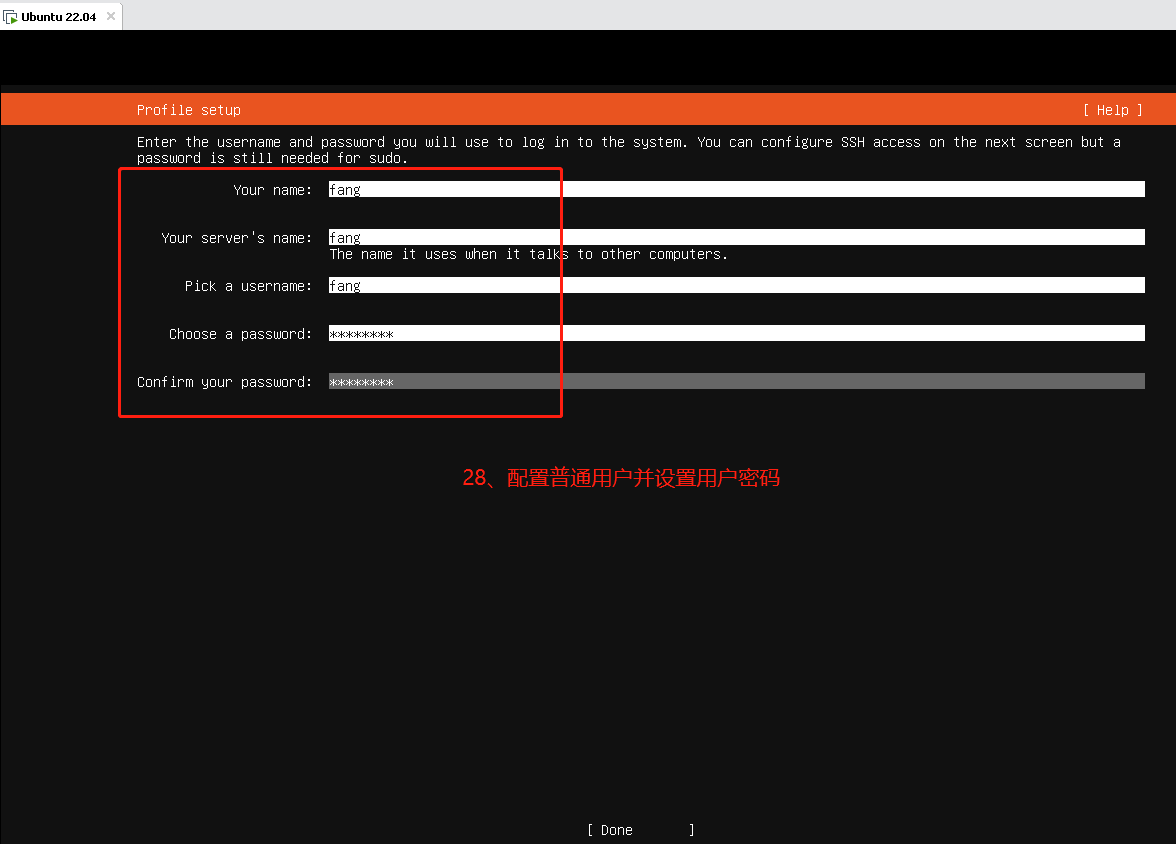 Ubuntu 22.04
Profile setup [ Help ]
Enter the username and password you will use to log in to the system. You can configure SSH access on the next screen but a
password is still needed for sudo.
Your name: fang
Your server's name: fang
The name it uses when it talks to other computers.
Pick a username: fang
Choose a password: ********
Confirm your password: ********
28、配置普通用户并设置用户密码
[ Done ]